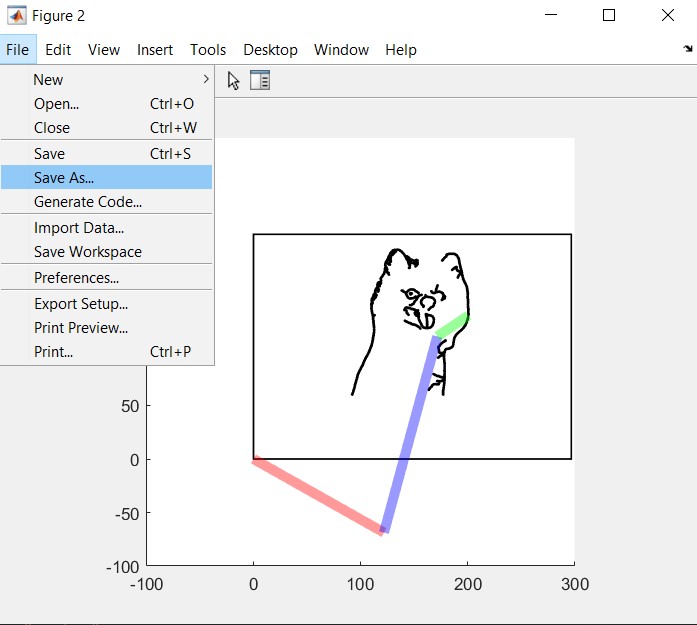 Figure 2
File Edit View Insert Tools Desktop Window Help
New
Open... Ctrl+O
Close Ctrl+W
Save Ctrl+S
Save As...
Generate Code...
Import Data...
Save Workspace
Preferences...
Export Setup...
Print Preview...
Print... Ctrl+P
50
0
-50
-100
-100 0 100 200 300